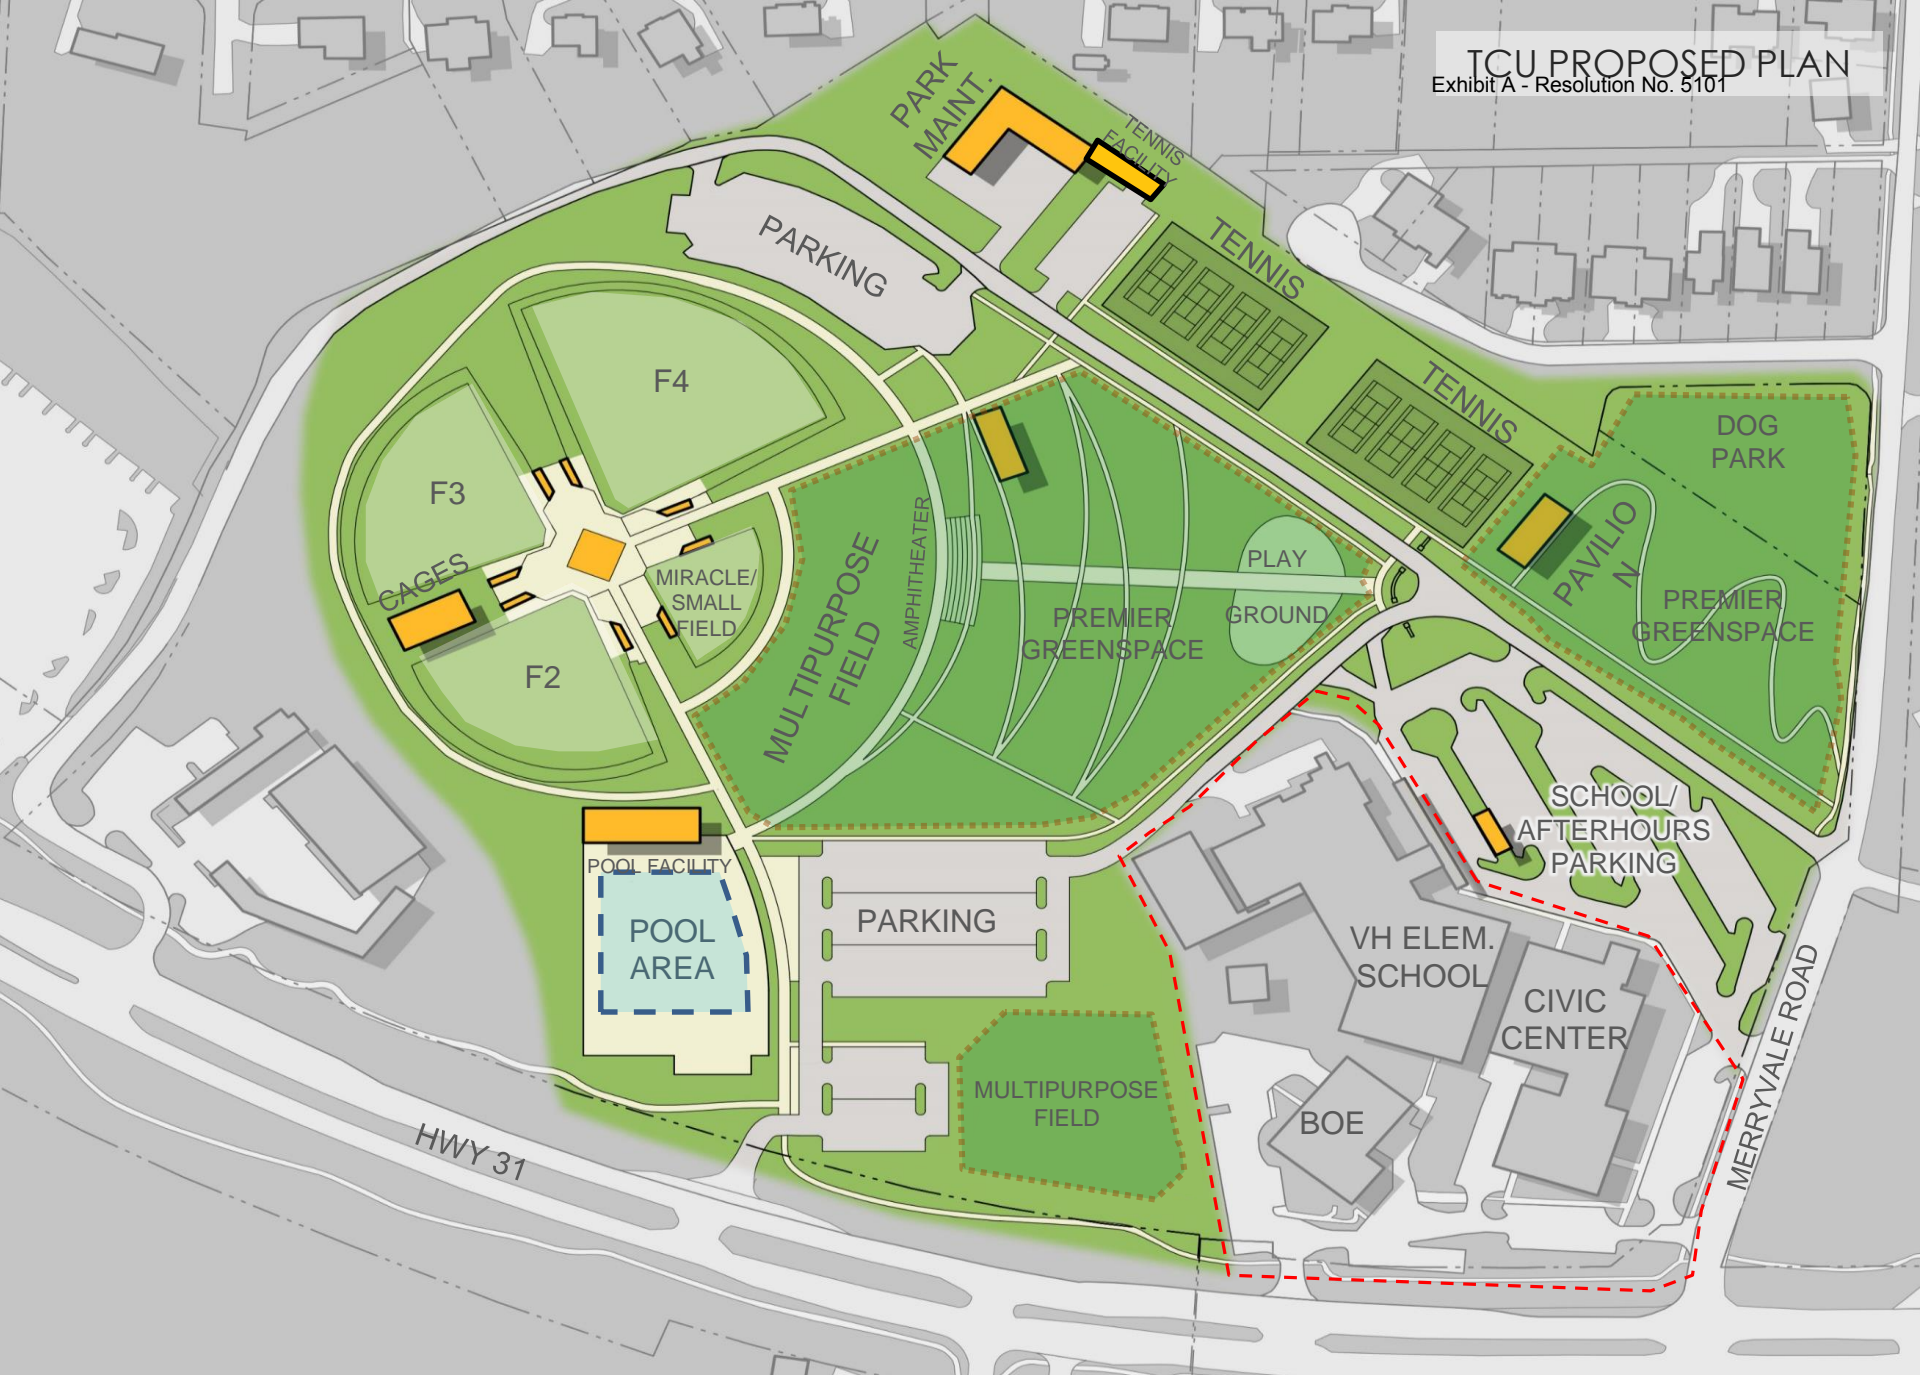 TCU PROPOSED PLAN
Exhibit A - Resolution No. 5101
PARK
MAINT.
TENNIS
FACILITY
TENNIS
PARKING
TENNIS
F4
DOG
PARK
F3
CAGES
MIRACLE/
SMALL
FIELD
F2
MULTIPURPOSE
FIELD
AMPHITHEATER
PREMIER
GREENSPACE
PLAY
GROUND
PAVILIO
N
PREMIER
GREENSPACE
SCHOOL/
AFTERHOURS
PARKING
POOL FACILITY
POOL
AREA
PARKING
VH ELEM.
SCHOOL
CIVIC
CENTER
MULTIPURPOSE
FIELD
BOE
HWY 31
MERRYVALE ROAD